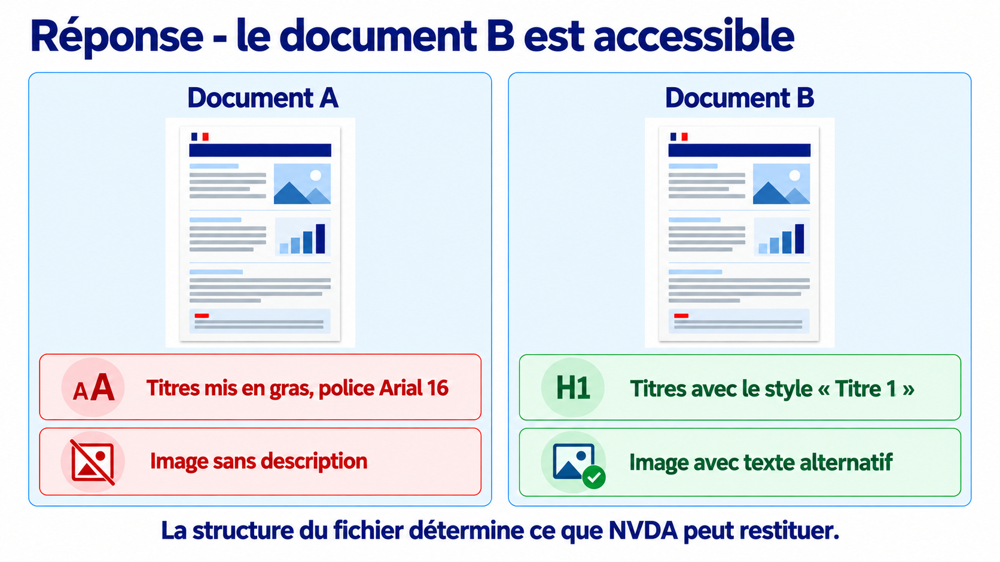 Réponse - le document B est accessible
Document A
Document B
AA
Titres mis en gras, police Arial 16
H1
Titres avec le style « Titre 1 »
Image sans description
Image avec texte alternatif
La structure du fichier détermine ce que NVDA peut restituer.